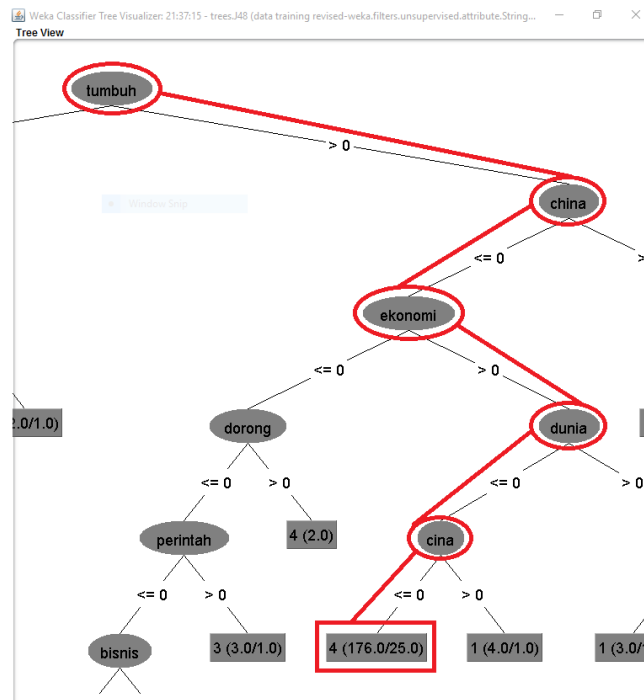 Weka Classifier Tree Visualizer: 21:37:15 - trees.J48 (data training revised-weka.filters.unsupervised.attribute.String...
Tree View
tumbuh
> 0
Window Snip
china
<= 0
>
ekonomi
<= 0
> 0
2.0/1.0)
dorong
dunia
<= 0
> 0
<= 0
> 0
perintah
4 (2.0)
cina
<= 0
> 0
<= 0
> 0
bisnis
3 (3.0/1.0)
4 (176.0/25.0)
1 (4.0/1.0)
1 (3.0/